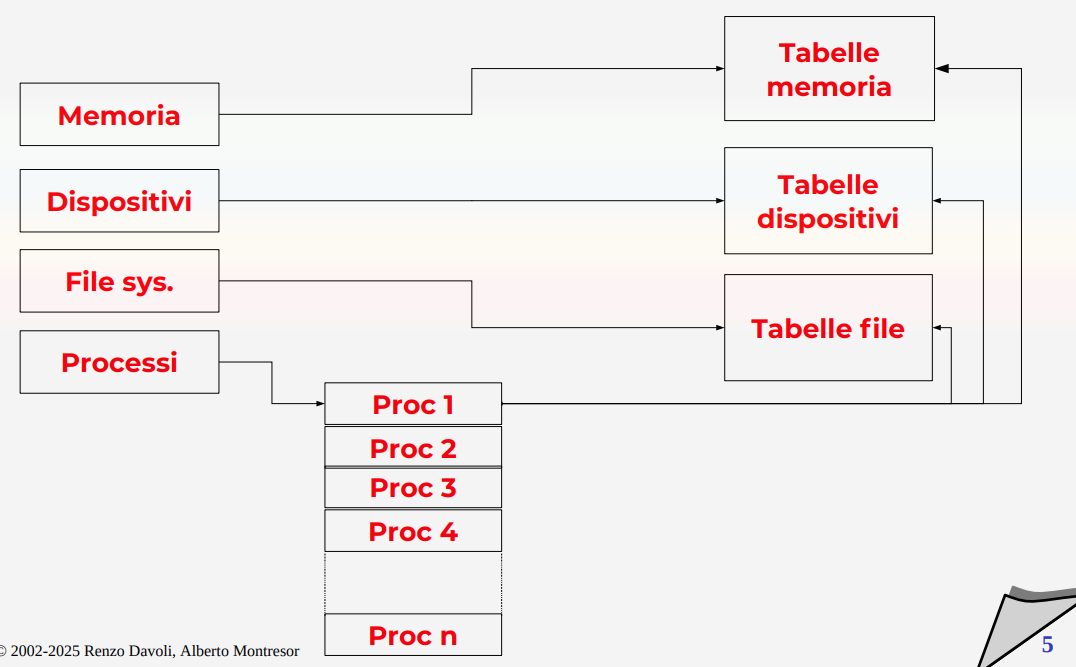 Tabelle
memoria
Memoria
Dispositivi
Tabelle
dispositivi
File sys.
Tabelle file
Processi
Proc 1
Proc 2
Proc 3
Proc 4
Proc n
© 2002-2025 Renzo Davoli, Alberto Montresor
5